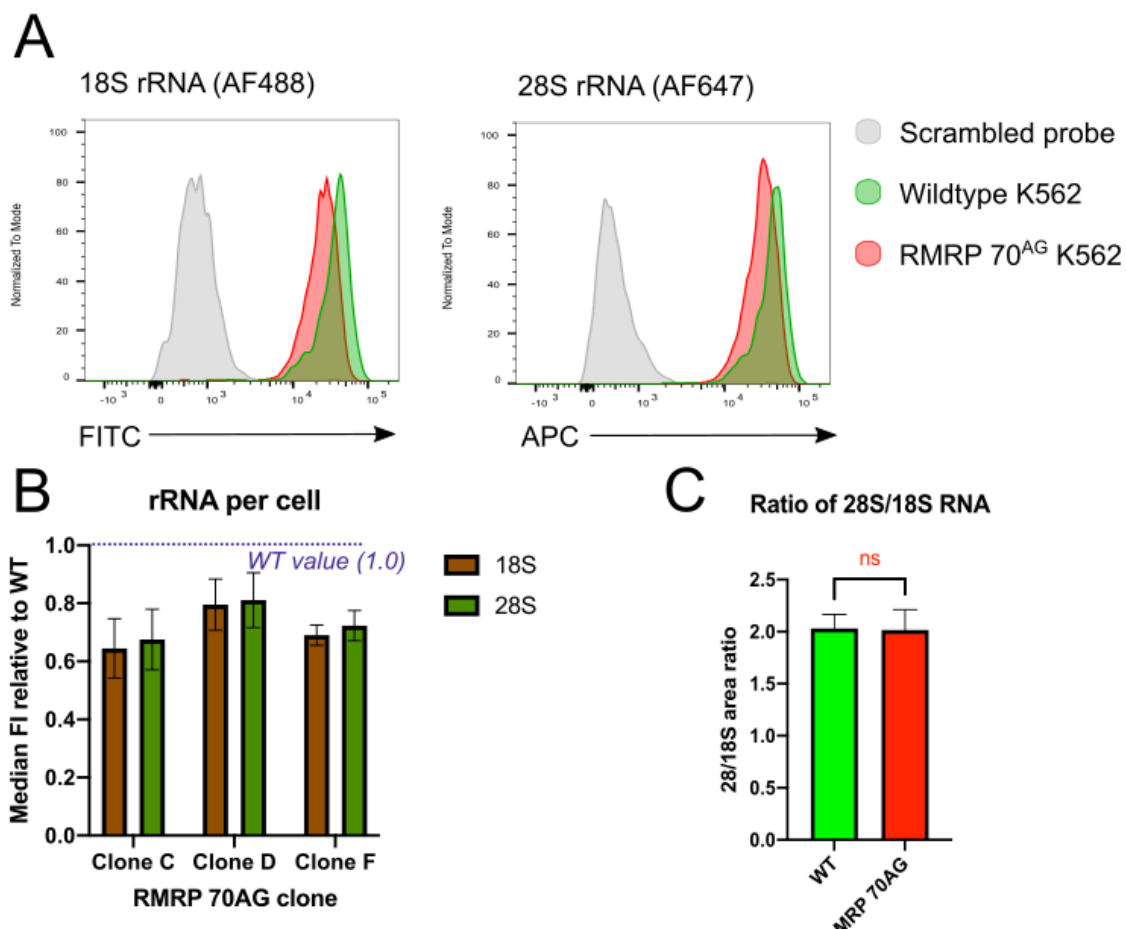 A
18S rRNA (AF488)
28S rRNA (AF647)
Normalized To Mode
100
80
60
40
20
0
-10 3
0
10 3
10 4
10 5
FITC
Normalized To Mode
100
80
60
40
20
0
-10 3
0
10 3
10 4
10 5
APC
Scrambled probe
Wildtype K562
RMRP 70AG K562
B
rRNA per cell
Median FI relative to WT
1.0
0.8
0.6
0.4
0.2
0.0
WT value (1.0)
Clone C
Clone D
Clone F
RMRP 70AG clone
18S
28S
C
Ratio of 28S/18S RNA
ns
28/18S area ratio
2.5
2.0
1.5
1.0
0.5
0.0
WT
MRP 70AG